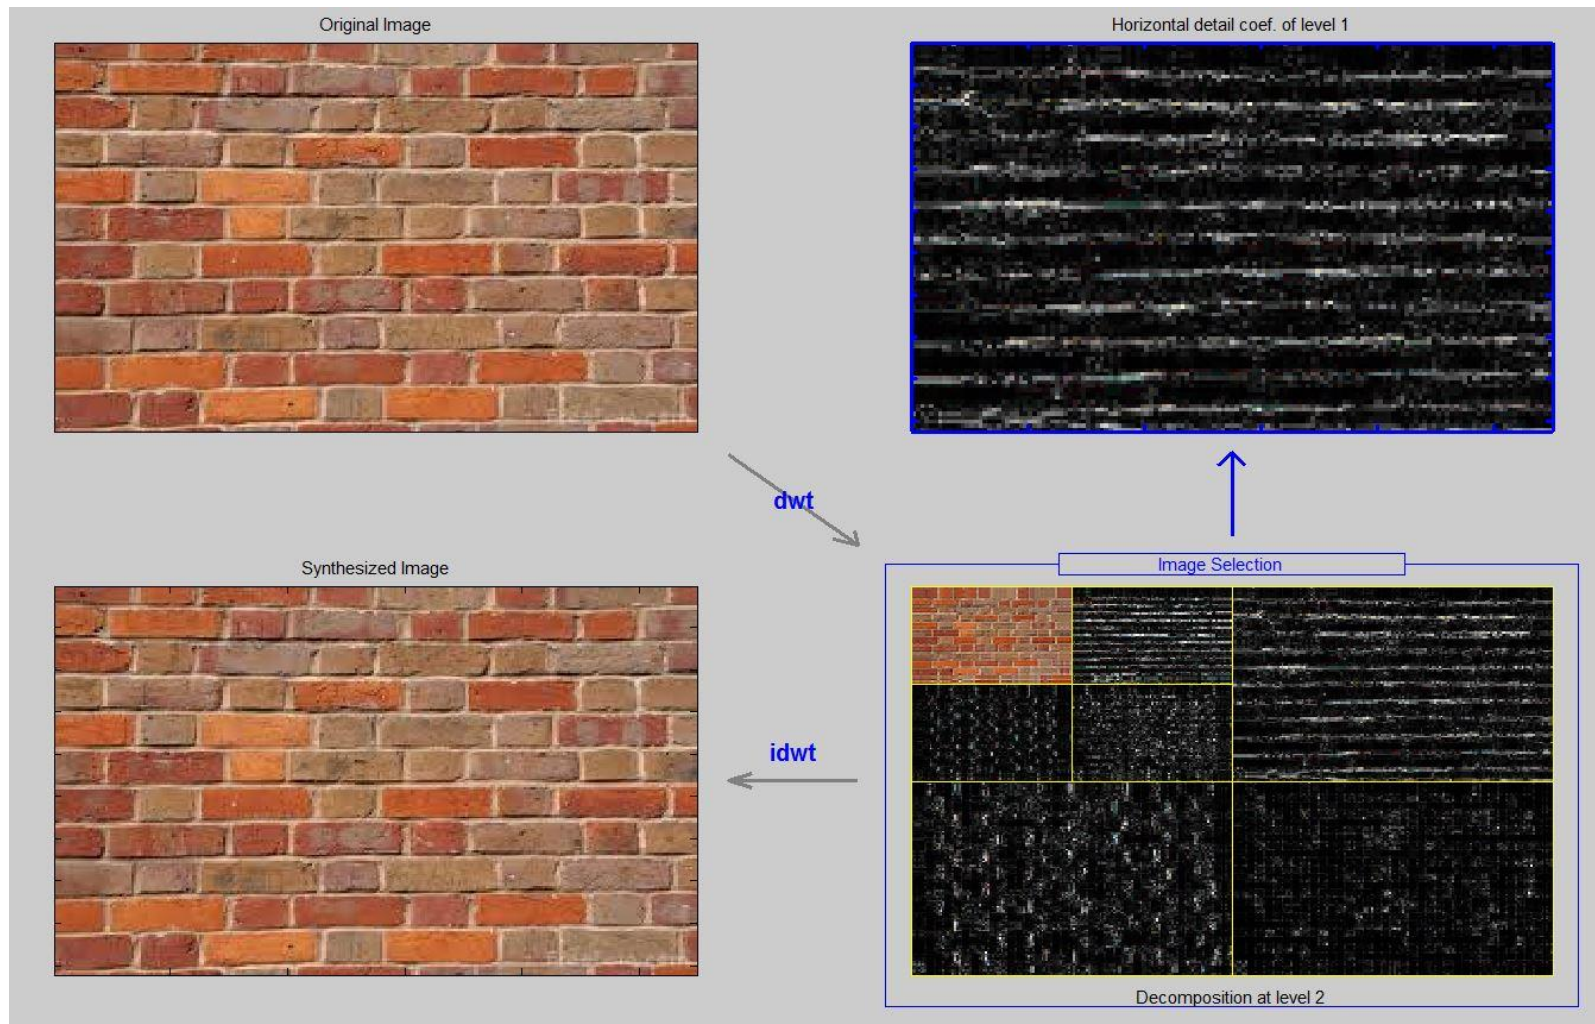 Original Image
Horizontal detail coef. of level 1
dwt
Synthesized Image
Image Selection
idwt
Decomposition at level 2